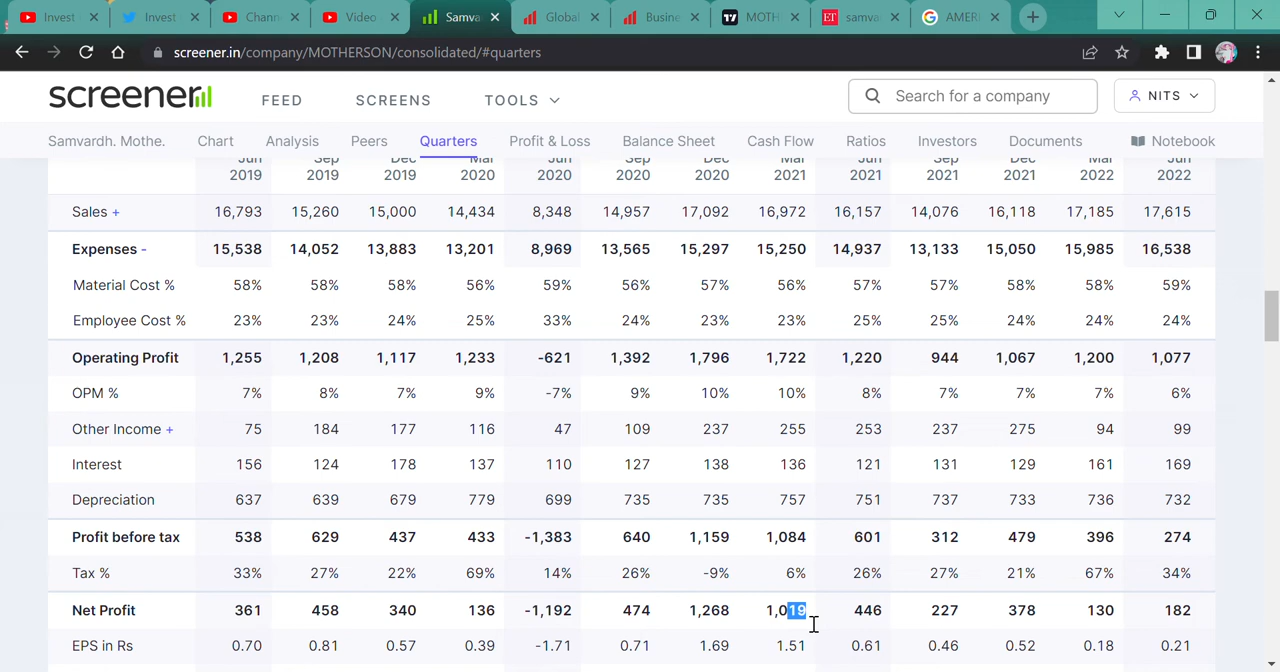 Invest Invest Chann Video Samva Global Busine MOTH samva AMERI
screener.in/company/MOTHERSON/consolidated/#quarters
screener FEED SCREENS TOOLS Search for a company NITS
Samvardh. Mothe. Chart Analysis Peers Quarters Profit & Loss Balance Sheet Cash Flow Ratios Investors Documents Notebook
Jun Sep Dec Mar Jun Sep Dec Mar Jun Sep Dec Mar Jun
2019 2019 2019 2020 2020 2020 2020 2021 2021 2021 2021 2022 2022
Sales + 16,793 15,260 15,000 14,434 8,348 14,957 17,092 16,972 16,157 14,076 16,118 17,185 17,615
Expenses - 15,538 14,052 13,883 13,201 8,969 13,565 15,297 15,250 14,937 13,133 15,050 15,985 16,538
Material Cost % 58% 58% 58% 56% 59% 56% 57% 56% 57% 57% 58% 58% 59%
Employee Cost % 23% 23% 24% 25% 33% 24% 23% 23% 25% 25% 24% 24% 24%
Operating Profit 1,255 1,208 1,117 1,233 -621 1,392 1,796 1,722 1,220 944 1,067 1,200 1,077
OPM % 7% 8% 7% 9% -7% 9% 10% 10% 8% 7% 7% 7% 6%
Other Income + 75 184 177 116 47 109 237 255 253 237 275 94 99
Interest 156 124 178 137 110 127 138 136 121 131 129 161 169
Depreciation 637 639 679 779 699 735 735 757 751 737 733 736 732
Profit before tax 538 629 437 433 -1,383 640 1,159 1,084 601 312 479 396 274
Tax % 33% 27% 22% 69% 14% 26% -9% 6% 26% 27% 21% 67% 34%
Net Profit 361 458 340 136 -1,192 474 1,268 1,019 446 227 378 130 182
EPS in Rs 0.70 0.81 0.57 0.39 -1.71 0.71 1.69 1.51 0.61 0.46 0.52 0.18 0.21